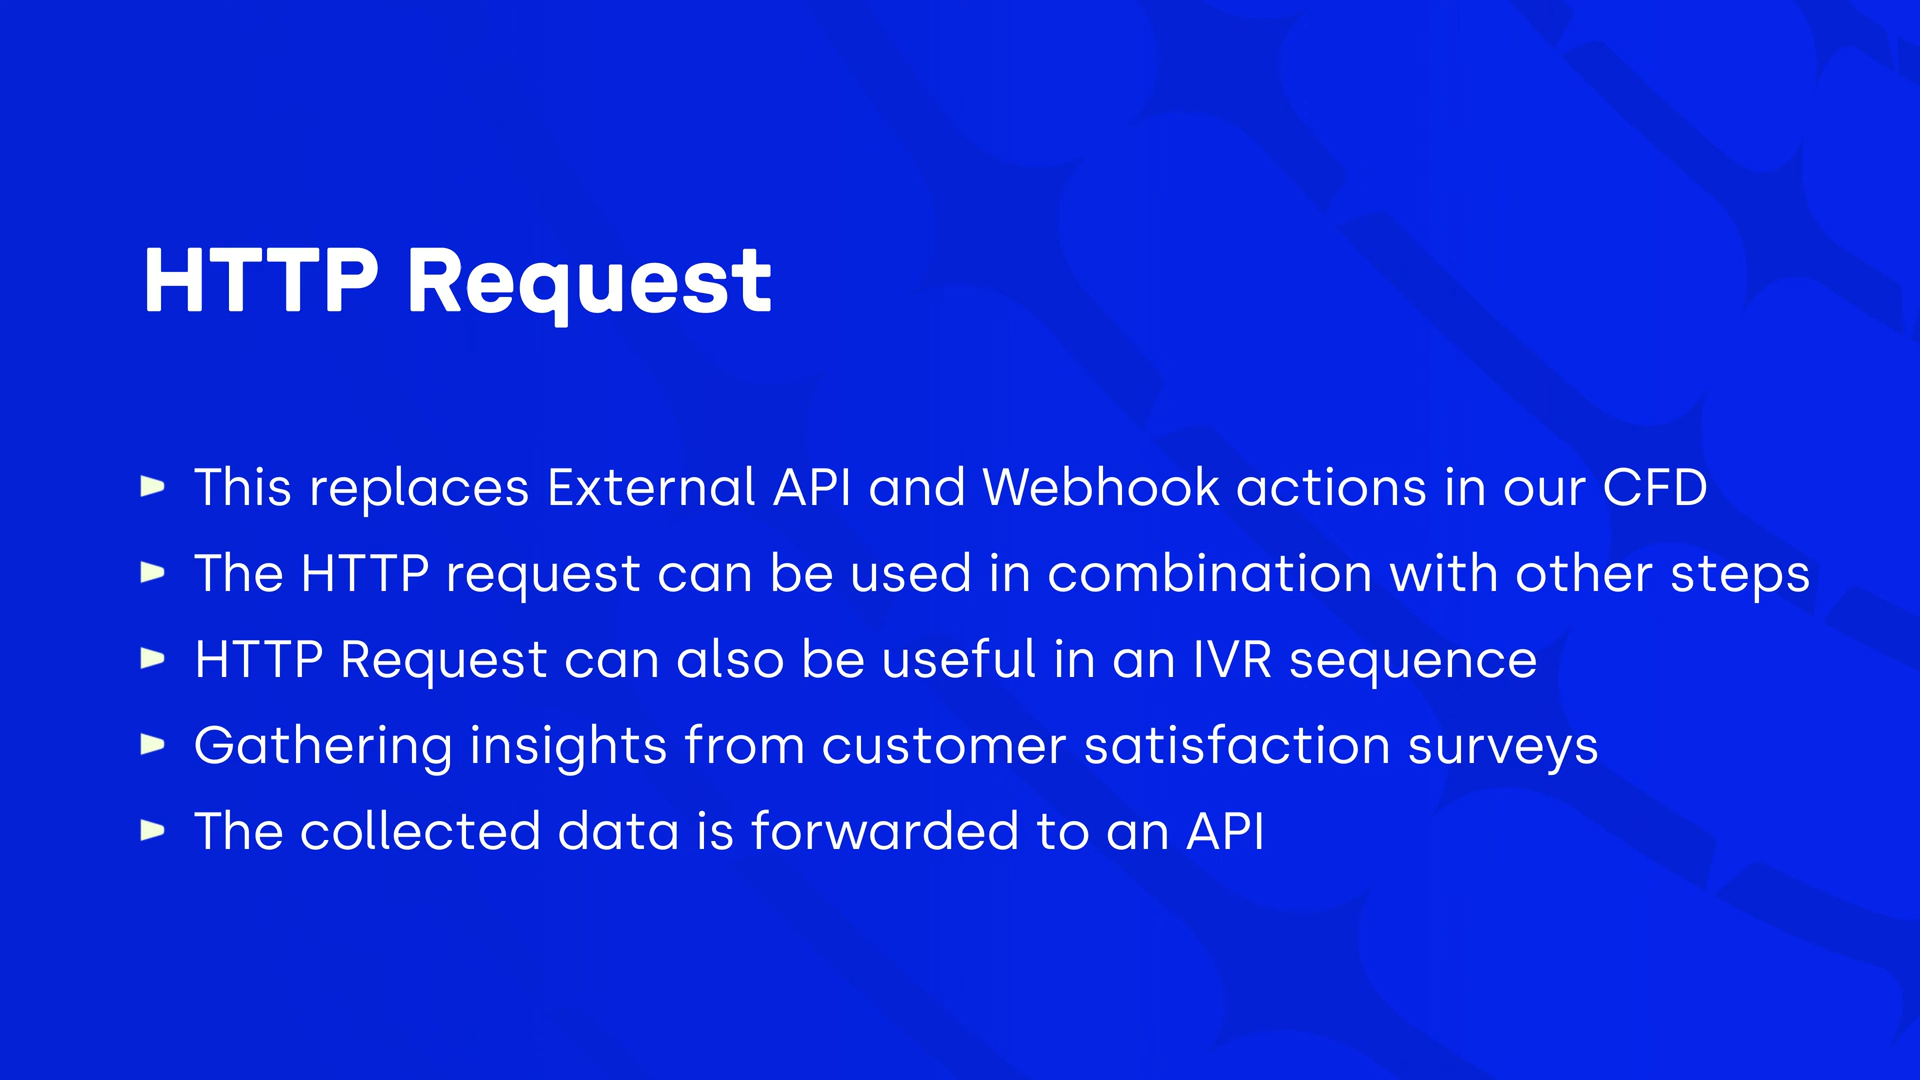 HTTP Request
This replaces External API and Webhook actions in our CFD
The HTTP request can be used in combination with other steps
HTTP Request can also be useful in an IVR sequence
Gathering insights from customer satisfaction surveys
The collected data is forwarded to an API